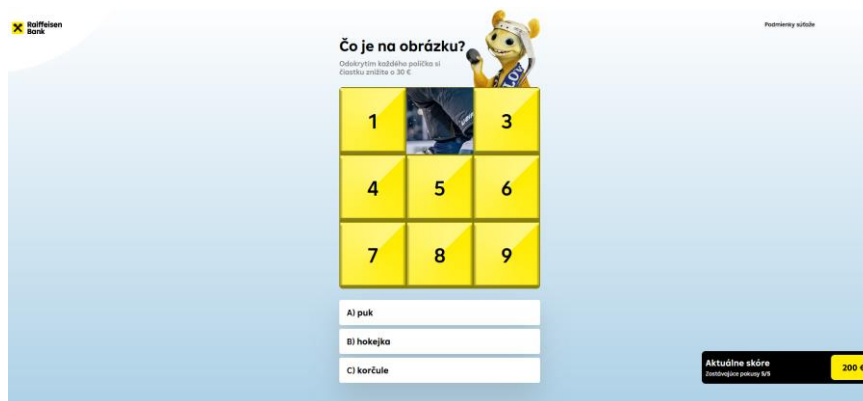 Raiffeisen
Bank
Podmienky súťaže
Čo je na obrázku?
Odokrytím každého políčka si
čiastku znížite o 30 €
1
3
4
5
6
7
8
9
A) puk
B) hokejka
C) korčule
Aktuálne skóre
Zostávajúce pokusy 5/5
200 €